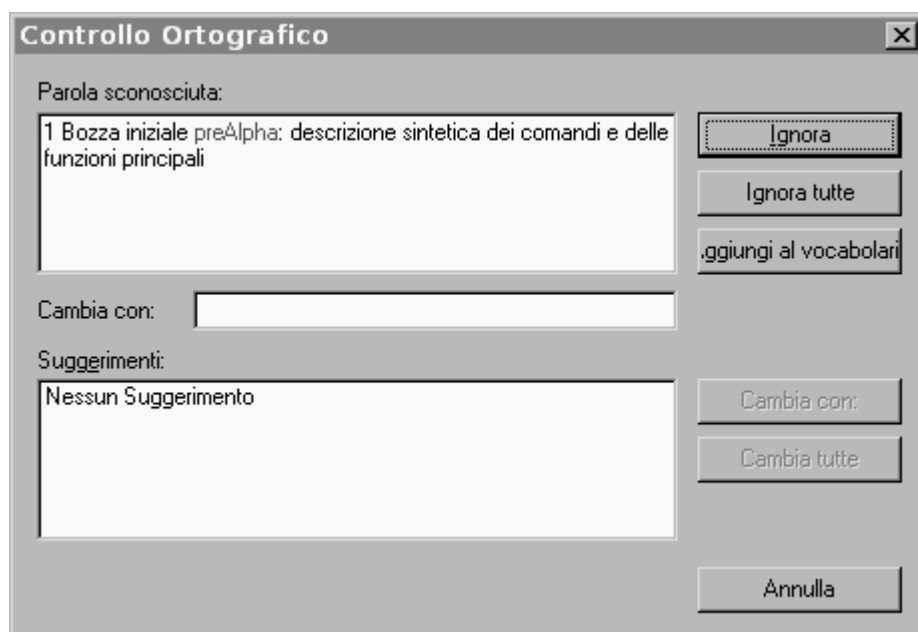 Controllo Ortografico
Parola sconosciuta:
1 Bozza iniziale preAlpha: descrizione sintetica dei comandi e delle
funzioni principali
Ignora
Ignora tutte
.ggiungi al vocabolari
Cambia con:
Suggerimenti:
Nessun Suggerimento
Cambia con:
Cambia tutte
Annulla